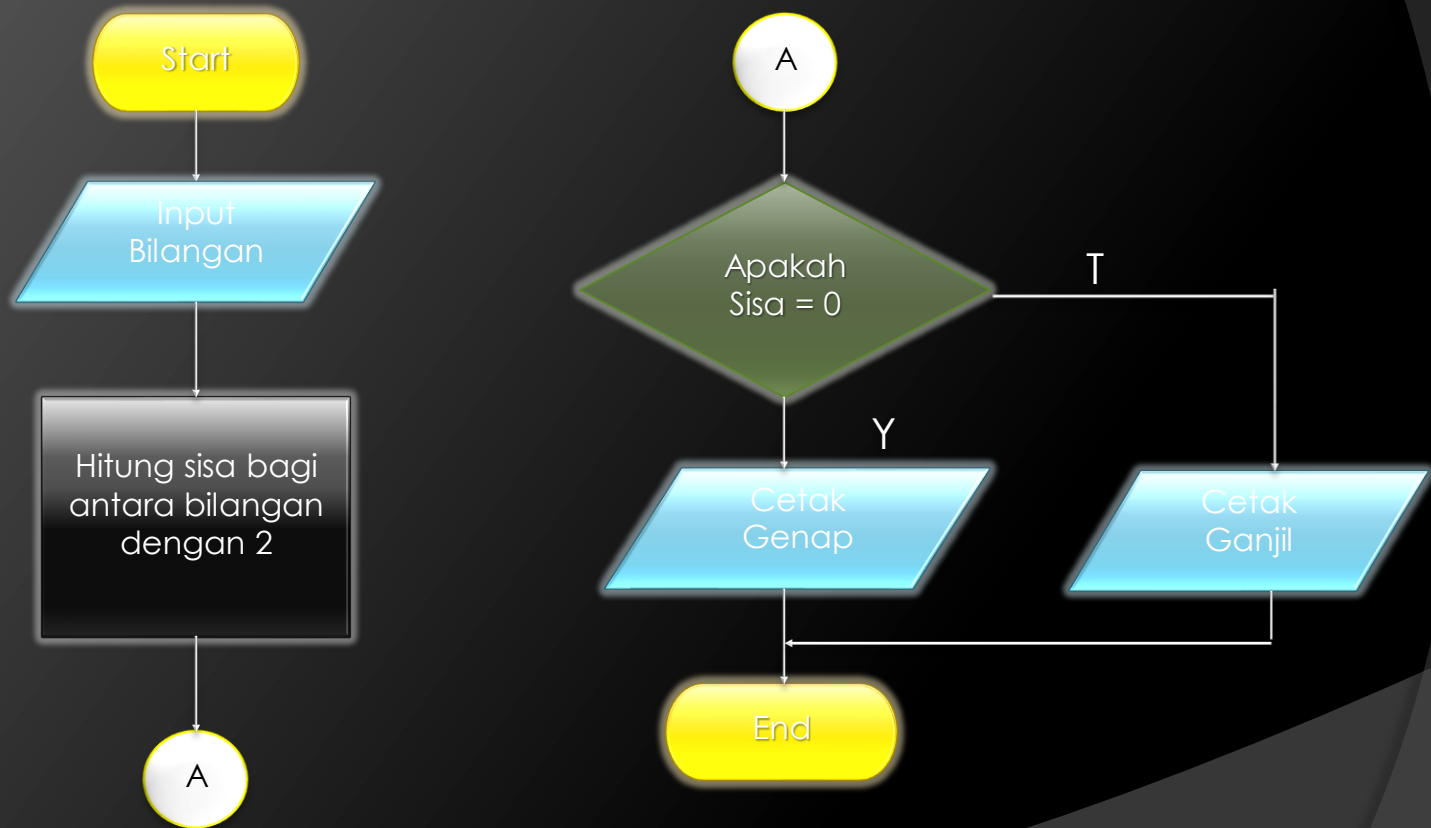 Start
Input
Bilangan
Hitung sisa bagi
antara bilangan
dengan 2
A
A
Apakah
Sisa = 0
T
Y
Cetak
Genap
Cetak
Ganjil
End